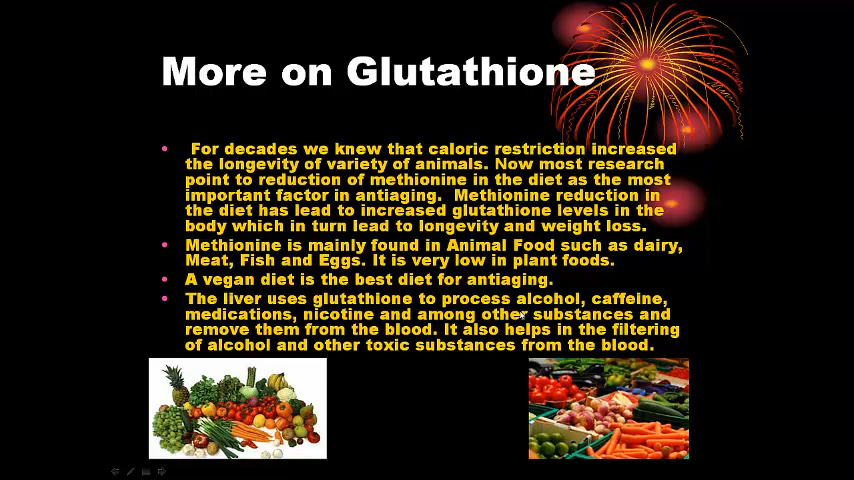 More on Glutathione
• For decades we knew that caloric restriction increased
the longevity of variety of animals. Now most research
point to reduction of methionine in the diet as the most
important factor in antiaging.  Methionine reduction in
the diet has lead to increased glutathione levels in the
body which in turn lead to longevity and weight loss.
• Methionine is mainly found in Animal Food such as dairy,
Meat, Fish and Eggs. It is very low in plant foods.
• A vegan diet is the best diet for antiaging.
• The liver uses glutathione to process alcohol, caffeine,
medications, nicotine and among other substances and
remove them from the blood. It also helps in the filtering
of alcohol and other toxic substances from the blood.